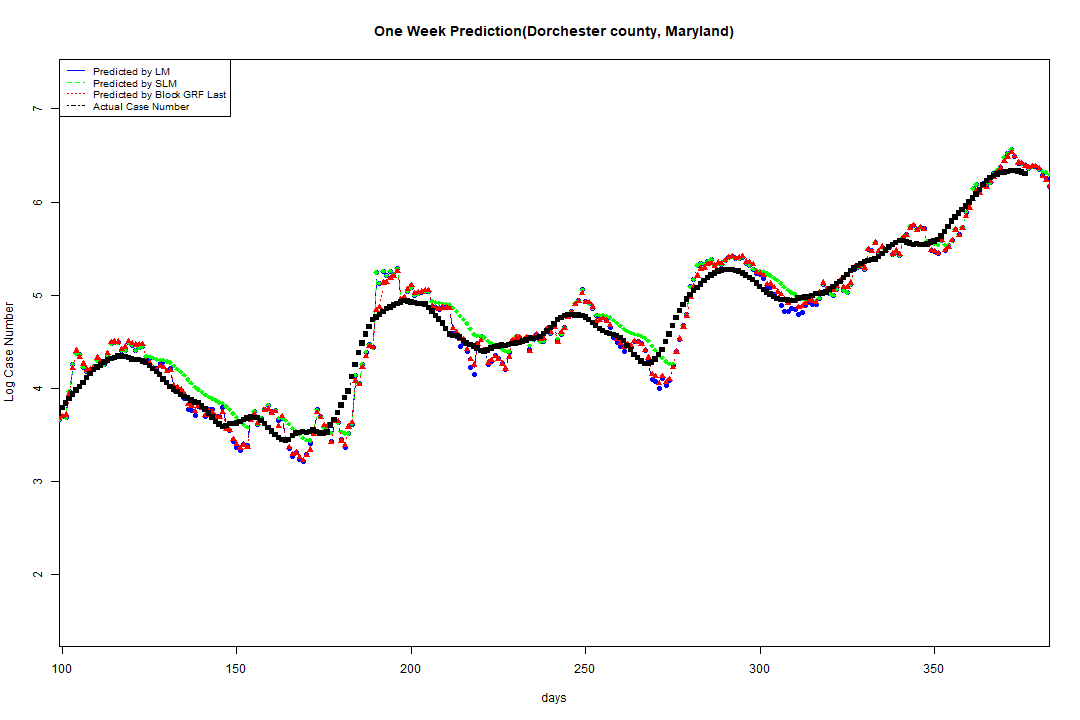 One Week Prediction(Dorchester county, Maryland)
Predicted by LM
Predicted by SLM
Predicted by Block GRF Last
Actual Case Number
7
6
5
4
3
2
Log Case Number
100 150 200 250 300 350
days